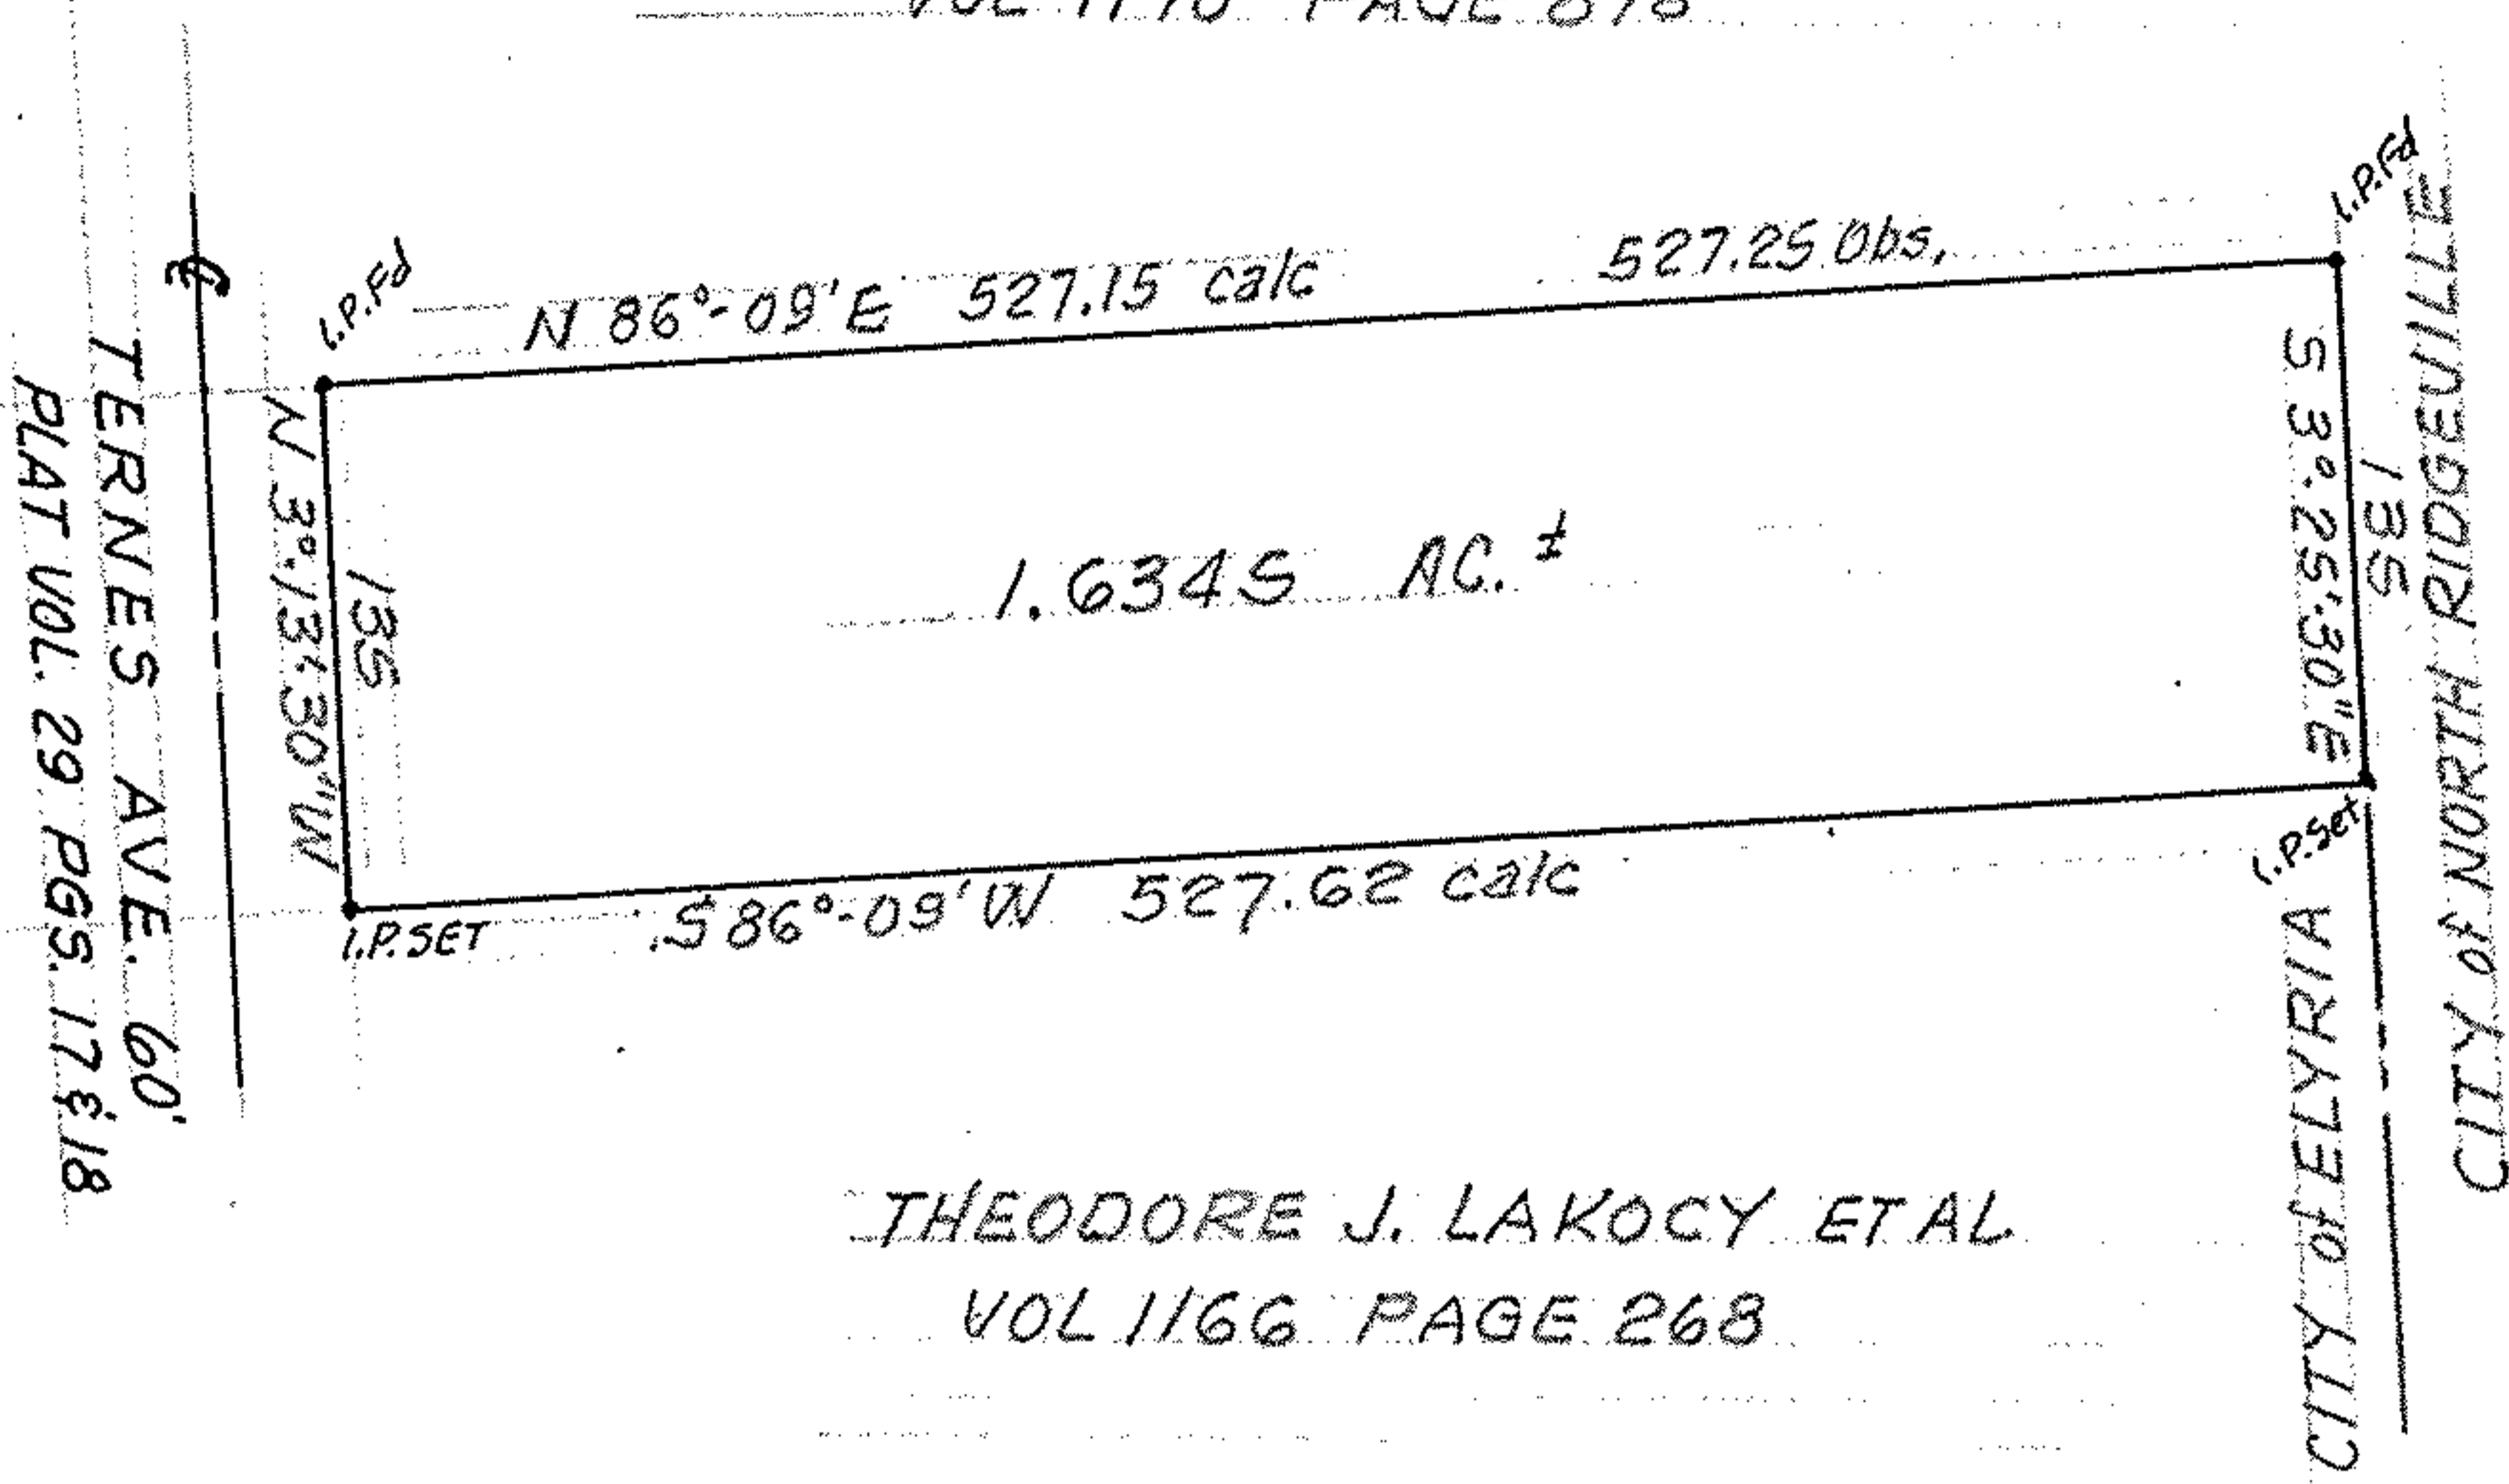 I.P.Fd
I.P.Fd
N 86°-09'E 527.15 calc
527.25 Obs.
℄
TERNES AVE. 60'
PLAT VOL. 29 PGS. 17 & 18
N 3°·13'·30"W
135
1.6345 AC. ±
S 3°·25'·30"E
135
CITY of NORTH RIDGEVILLE
CITY of ELYRIA
I.P.SET
S 86°-09'W 527.62 calc
I.P.Set
THEODORE J. LAKOCY ET AL
VOL 1166 PAGE 268